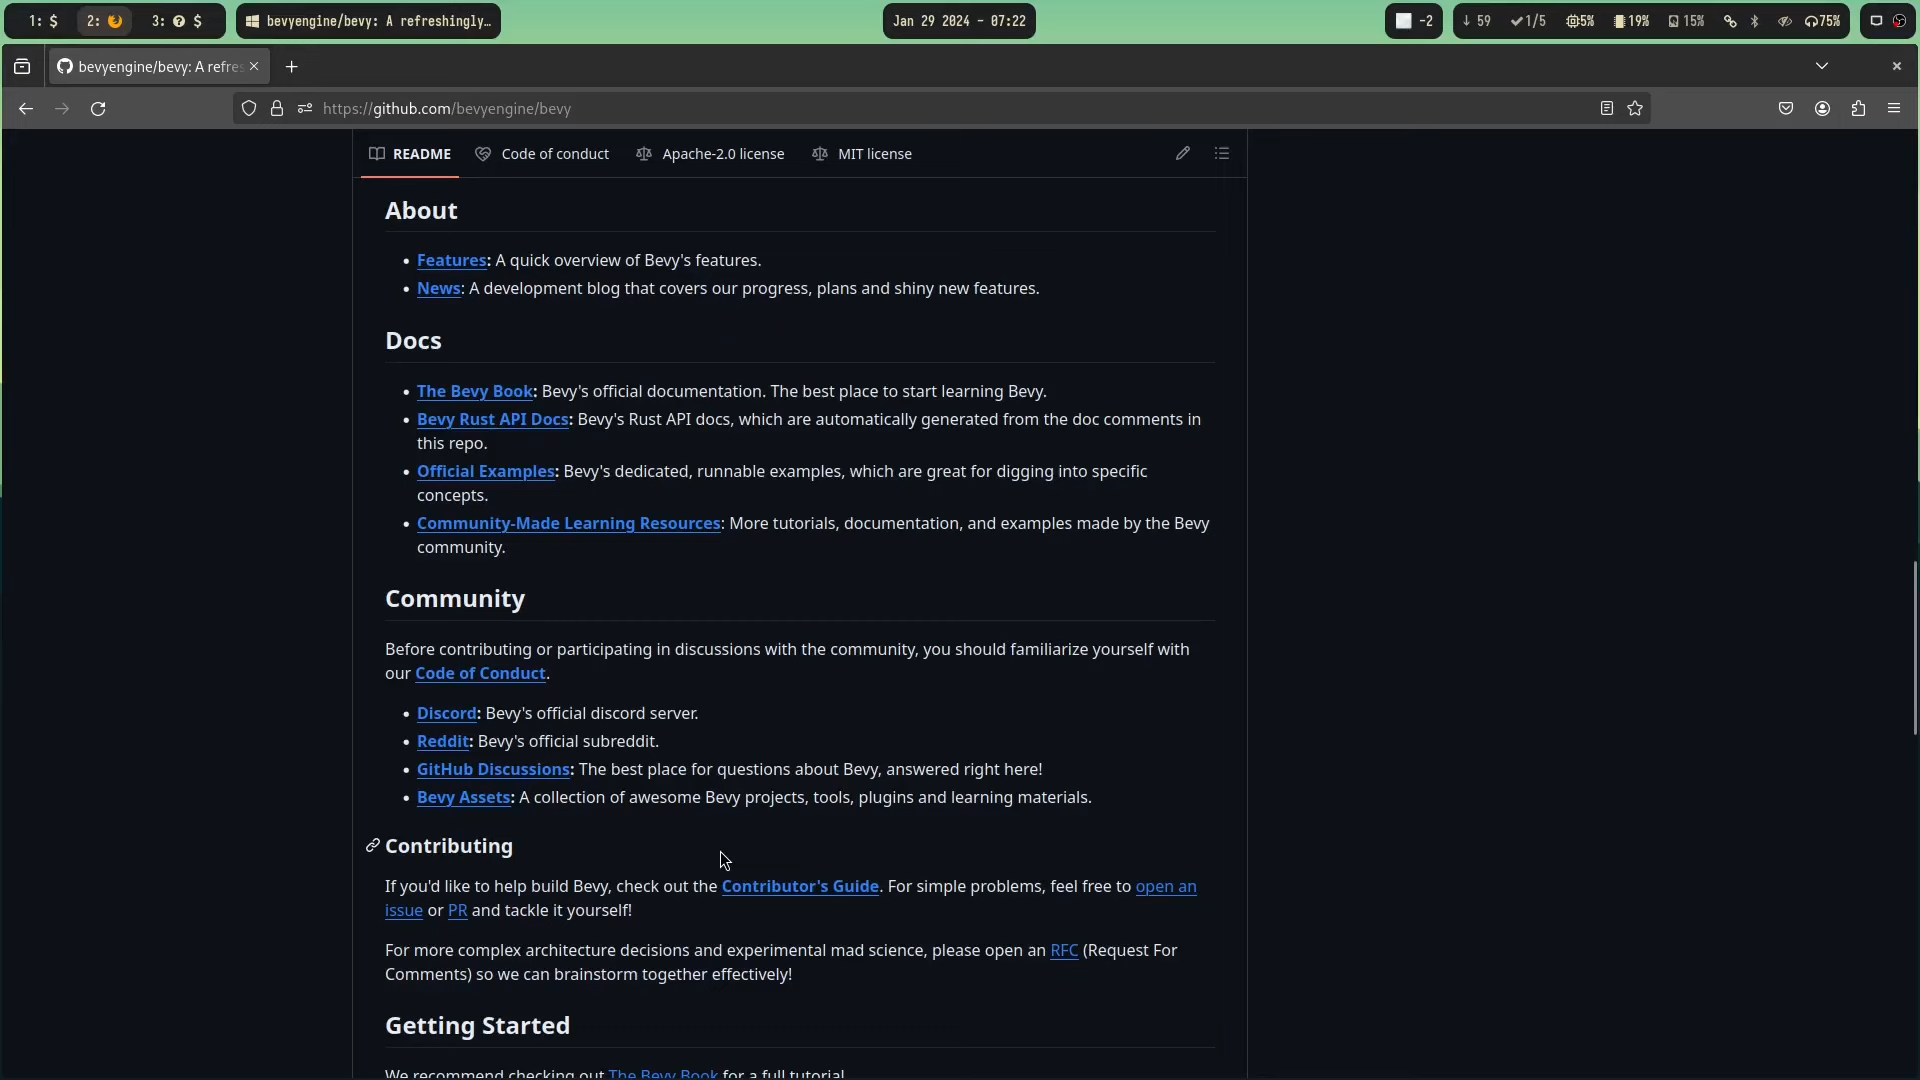 1: $ 2: 3: $ bevyengine/bevy: A refreshingly… Jan 29 2024 - 07:22 -2 ↓ 59 ✓1/5 5% 19% 15% 75%
bevyengine/bevy: A refres
https://github.com/bevyengine/bevy
README Code of conduct Apache-2.0 license MIT license
About
• Features: A quick overview of Bevy's features.
• News: A development blog that covers our progress, plans and shiny new features.
Docs
• The Bevy Book: Bevy's official documentation. The best place to start learning Bevy.
• Bevy Rust API Docs: Bevy's Rust API docs, which are automatically generated from the doc comments in
this repo.
• Official Examples: Bevy's dedicated, runnable examples, which are great for digging into specific
concepts.
• Community-Made Learning Resources: More tutorials, documentation, and examples made by the Bevy
community.
Community
Before contributing or participating in discussions with the community, you should familiarize yourself with
our Code of Conduct.
• Discord: Bevy's official discord server.
• Reddit: Bevy's official subreddit.
• GitHub Discussions: The best place for questions about Bevy, answered right here!
• Bevy Assets: A collection of awesome Bevy projects, tools, plugins and learning materials.
Contributing
If you'd like to help build Bevy, check out the Contributor's Guide. For simple problems, feel free to open an
issue or PR and tackle it yourself!
For more complex architecture decisions and experimental mad science, please open an RFC (Request For
Comments) so we can brainstorm together effectively!
Getting Started
We recommend checking out The Bevy Book for a full tutorial.